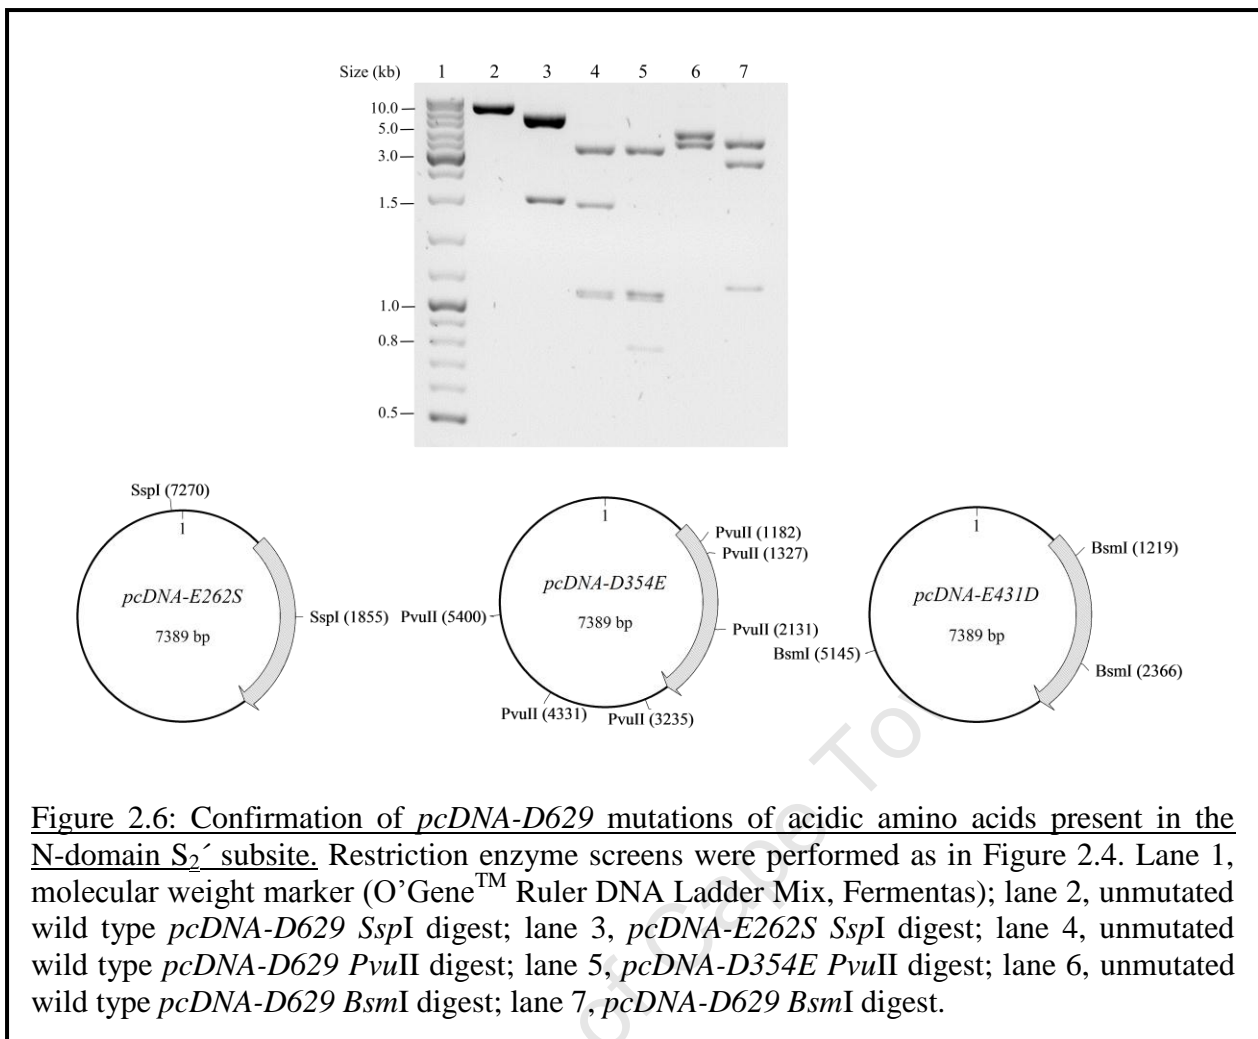 Size (kb) 1 2 3 4 5 6 7
10.0
5.0
3.0
1.5
1.0
0.8
0.5
SspI (7270)
1
pcDNA-E262S
7389 bp
SspI (1855)
1
PvuII (1182)
PvuII (1327)
pcDNA-D354E
7389 bp
PvuII (5400)
PvuII (2131)
PvuII (4331)
PvuII (3235)
1
BsmI (1219)
pcDNA-E431D
7389 bp
BsmI (5145)
BsmI (2366)
of Cape To
Figure 2.6: Confirmation of pcDNA-D629 mutations of acidic amino acids present in the
N-domain S₂´ subsite. Restriction enzyme screens were performed as in Figure 2.4. Lane 1,
molecular weight marker (O’Gene™ Ruler DNA Ladder Mix, Fermentas); lane 2, unmutated
wild type pcDNA-D629 SspI digest; lane 3, pcDNA-E262S SspI digest; lane 4, unmutated
wild type pcDNA-D629 PvuII digest; lane 5, pcDNA-D354E PvuII digest; lane 6, unmutated
wild type pcDNA-D629 BsmI digest; lane 7, pcDNA-D629 BsmI digest.